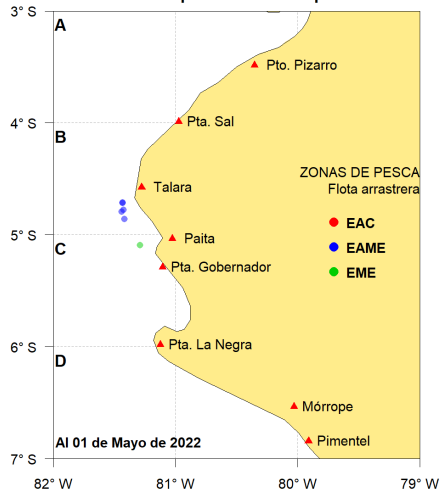 3° S
A
Pto. Pizarro
4° S
Pta. Sal
B
ZONAS DE PESCA
Flota arrastrera
Talara
EAC
5° S
Paita
EAME
C
Pta. Gobernador
EME
6° S
Pta. La Negra
D
Mórrope
Al 01 de Mayo de 2022
Pimentel
7° S
82° W
81° W
80° W
79° W